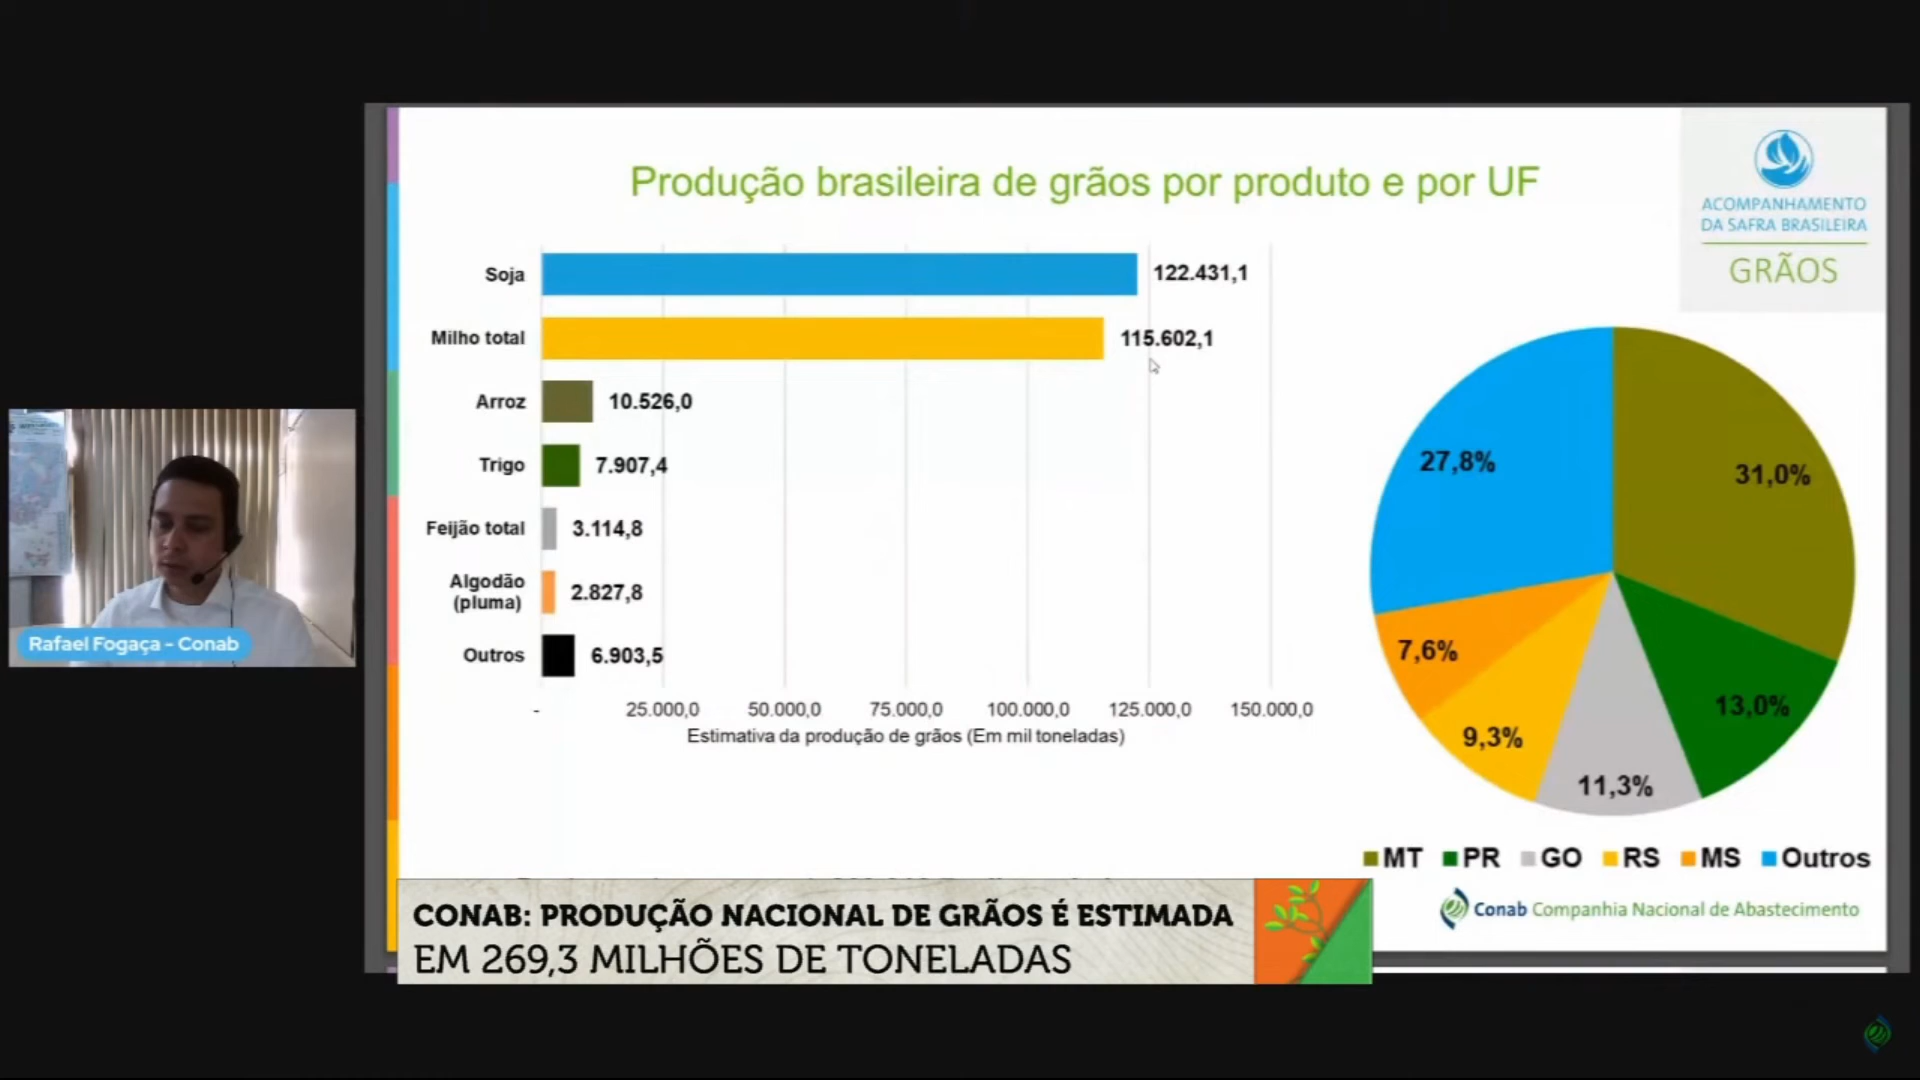 Produção brasileira de grãos por produto e por UF
ACOMPANHAMENTO
DA SAFRA BRASILEIRA
GRÃOS
Soja
122.431,1
Milho total
115.602,1
Arroz
10.526,0
Trigo
7.907,4
Feijão total
3.114,8
Algodão
(pluma)
2.827,8
Outros
6.903,5
-
25.000,0
50.000,0
75.000,0
100.000,0
125.000,0
150.000,0
Estimativa da produção de grãos (Em mil toneladas)
27,8%
31,0%
7,6%
13,0%
9,3%
11,3%
MT PR GO RS MS Outros
Conab Companhia Nacional de Abastecimento
Rafael Fogaça - Conab
CONAB: PRODUÇÃO NACIONAL DE GRÃOS É ESTIMADA
EM 269,3 MILHÕES DE TONELADAS